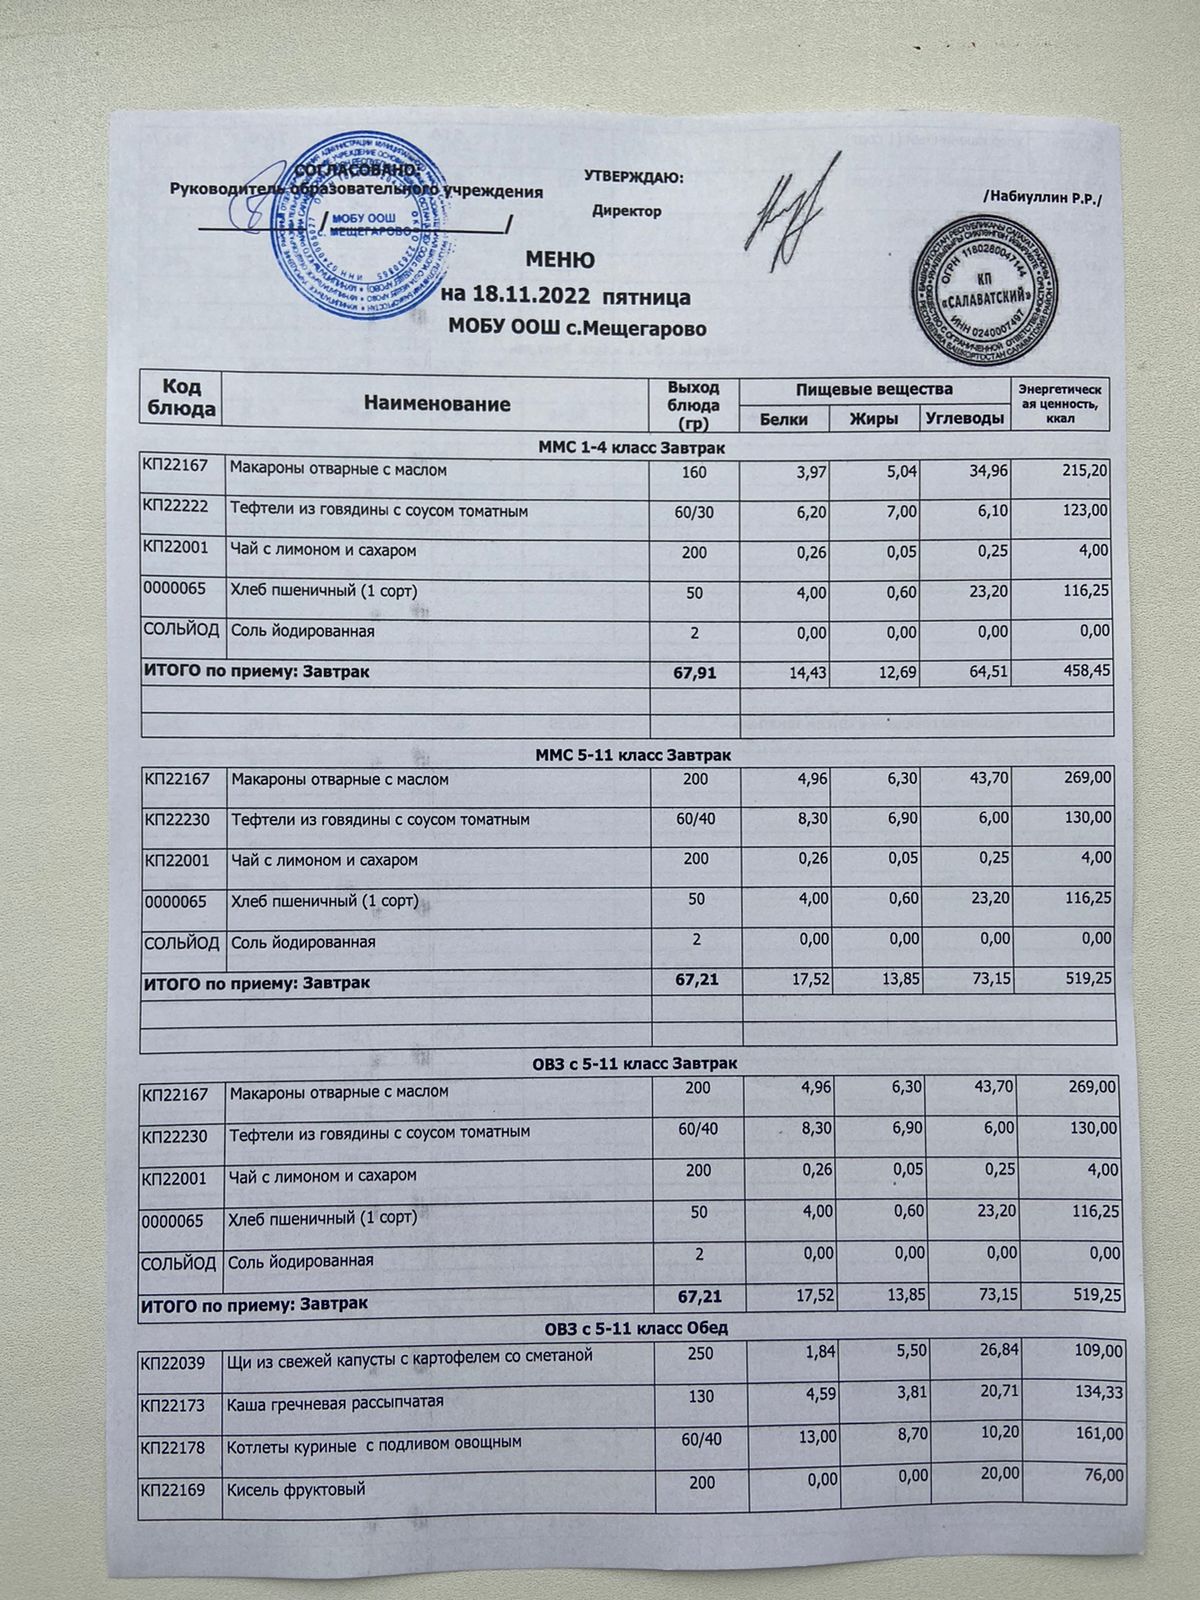 СОГЛАСОВАНО:
Руководитель образовательного учреждения
УТВЕРЖДАЮ:
Директор
/Набиуллин Р.Р./
/ /
МОБУ ООШ
с. МЕЩЕГАРОВО
ОГРН 1180280047144
КП
«САЛАВАТСКИЙ»
ИНН 0240007497
МЕНЮ
на 18.11.2022 пятница
МОБУ ООШ с.Мещегарово
Код блюда Наименование Выход блюда (гр) Пищевые вещества Энергетическая ценность, ккал
Белки Жиры Углеводы
ММС 1-4 класс Завтрак
КП22167 Макароны отварные с маслом 160 3,97 5,04 34,96 215,20
КП22222 Тефтели из говядины с соусом томатным 60/30 6,20 7,00 6,10 123,00
КП22001 Чай с лимоном и сахаром 200 0,26 0,05 0,25 4,00
0000065 Хлеб пшеничный (1 сорт) 50 4,00 0,60 23,20 116,25
СОЛЬЙОД Соль йодированная 2 0,00 0,00 0,00 0,00
ИТОГО по приему: Завтрак 67,91 14,43 12,69 64,51 458,45
ММС 5-11 класс Завтрак
КП22167 Макароны отварные с маслом 200 4,96 6,30 43,70 269,00
КП22230 Тефтели из говядины с соусом томатным 60/40 8,30 6,90 6,00 130,00
КП22001 Чай с лимоном и сахаром 200 0,26 0,05 0,25 4,00
0000065 Хлеб пшеничный (1 сорт) 50 4,00 0,60 23,20 116,25
СОЛЬЙОД Соль йодированная 2 0,00 0,00 0,00 0,00
ИТОГО по приему: Завтрак 67,21 17,52 13,85 73,15 519,25
ОВЗ с 5-11 класс Завтрак
КП22167 Макароны отварные с маслом 200 4,96 6,30 43,70 269,00
КП22230 Тефтели из говядины с соусом томатным 60/40 8,30 6,90 6,00 130,00
КП22001 Чай с лимоном и сахаром 200 0,26 0,05 0,25 4,00
0000065 Хлеб пшеничный (1 сорт) 50 4,00 0,60 23,20 116,25
СОЛЬЙОД Соль йодированная 2 0,00 0,00 0,00 0,00
ИТОГО по приему: Завтрак 67,21 17,52 13,85 73,15 519,25
ОВЗ с 5-11 класс Обед
КП22039 Щи из свежей капусты с картофелем со сметаной 250 1,84 5,50 26,84 109,00
КП22173 Каша гречневая рассыпчатая 130 4,59 3,81 20,71 134,33
КП22178 Котлеты куриные с подливом овощным 60/40 13,00 8,70 10,20 161,00
КП22169 Кисель фруктовый 200 0,00 0,00 20,00 76,00